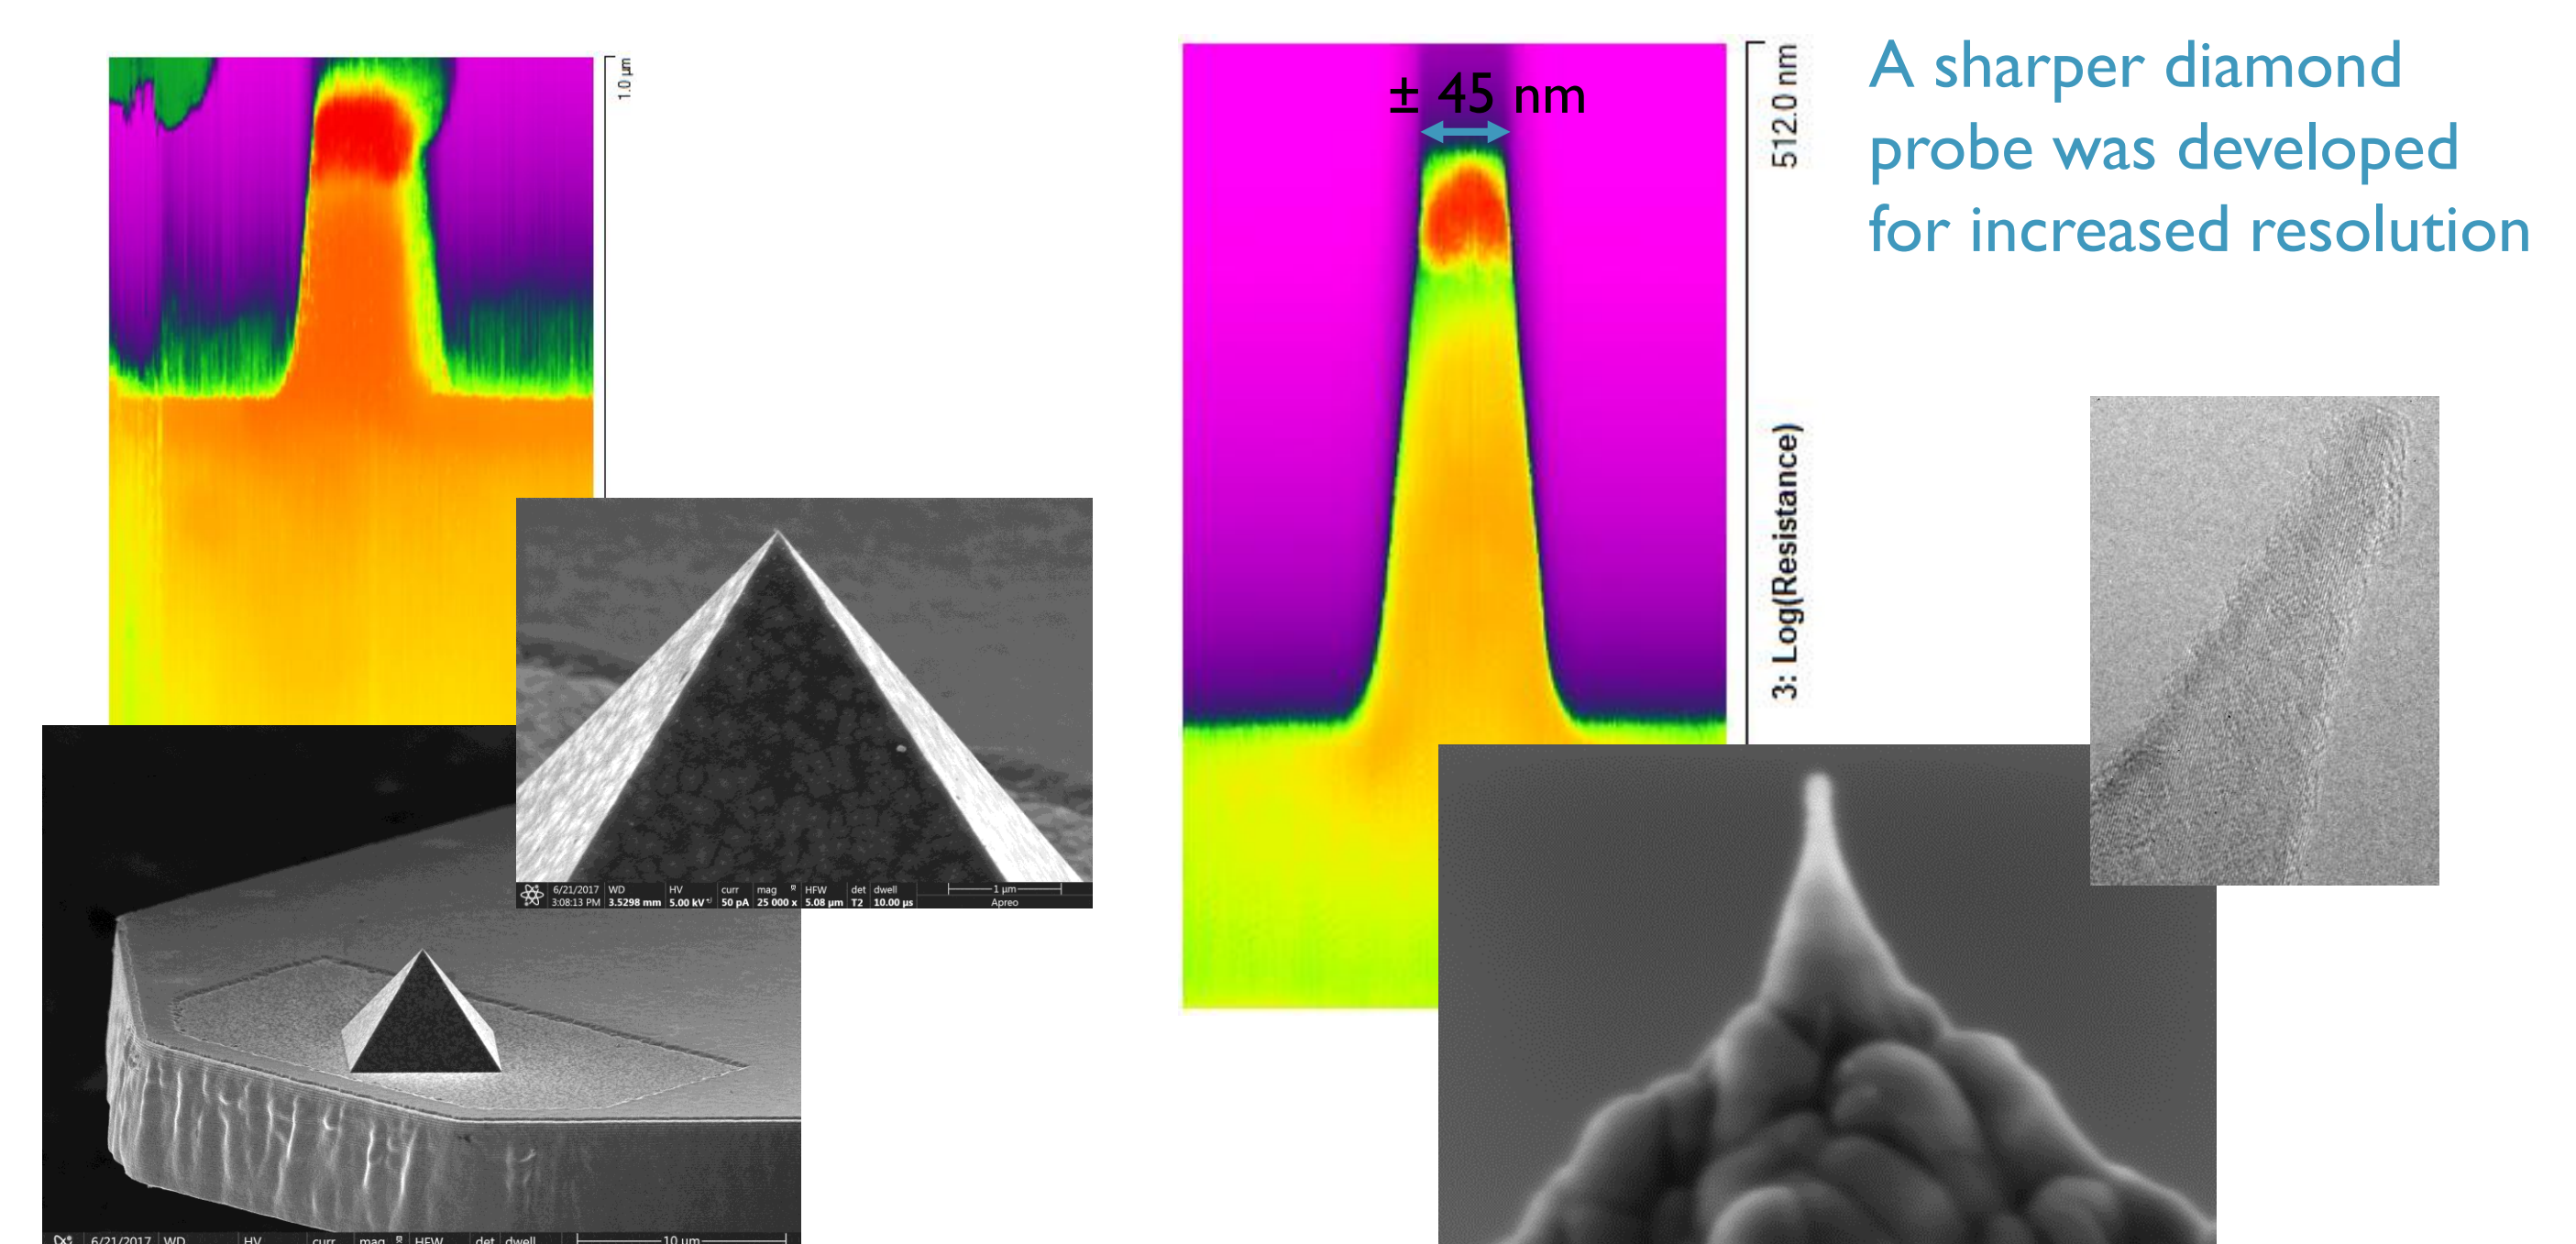 1.0 µm
± 45 nm
512.0 nm
3: Log(Resistance)
A sharper diamond
probe was developed
for increased resolution
6/21/2017 WD HV curr mag HFW det dwell 1 µm
3:08:13 PM 3.5298 mm 5.00 kV 50 pA 25 000 x 5.08 µm T2 10.00 µs Apreo
6/21/2017 WD HV curr mag HFW det dwell 10 µm